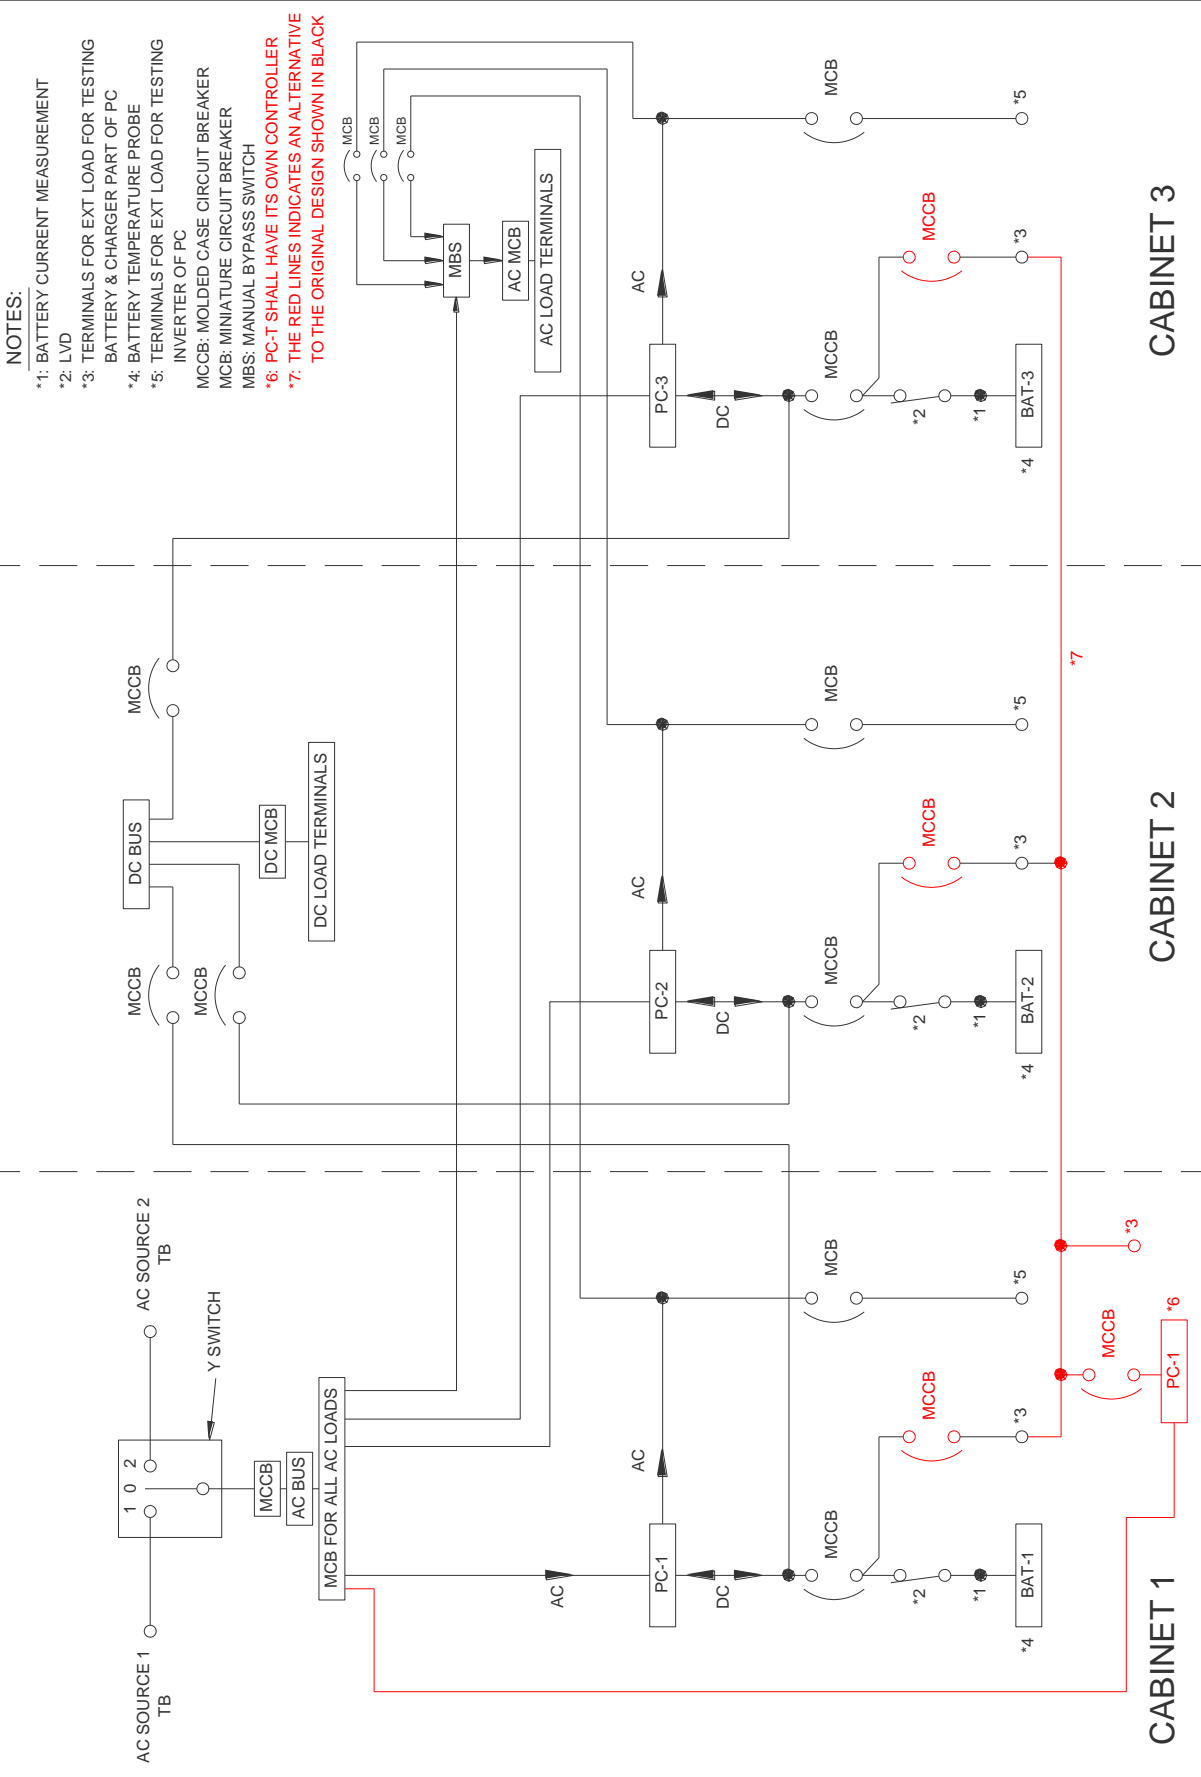 NOTES:
*1: BATTERY CURRENT MEASUREMENT
*2: LVD
*3: TERMINALS FOR EXT LOAD FOR TESTING
BATTERY & CHARGER PART OF PC
*4: BATTERY TEMPERATURE PROBE
*5: TERMINALS FOR EXT LOAD FOR TESTING
INVERTER OF PC
MCCB: MOLDED CASE CIRCUIT BREAKER
MCB: MINIATURE CIRCUIT BREAKER
MBS: MANUAL BYPASS SWITCH
*6: PC-T SHALL HAVE ITS OWN CONTROLLER
*7: THE RED LINES INDICATES AN ALTERNATIVE
TO THE ORIGINAL DESIGN SHOWN IN BLACK
AC SOURCE 1
TB
AC SOURCE 2
TB
1 0 2
Y SWITCH
MCCB
AC BUS
MCB FOR ALL AC LOADS
AC
PC-1
AC
DC
MCCB
MCB
MCCB
*2
*1
*3
*5
BAT-1
*4
MCCB
*3
PC-1
*6
CABINET 1
MCCB
MCCB
DC BUS
MCCB
DC MCB
DC LOAD TERMINALS
PC-2
AC
DC
MCCB
MCB
MCCB
*2
*1
*3
*5
BAT-2
*4
*7
CABINET 2
MCB
MCB
MCB
MBS
AC MCB
AC LOAD TERMINALS
PC-3
AC
DC
MCCB
MCB
MCCB
*2
*1
*3
*5
BAT-3
*4
CABINET 3